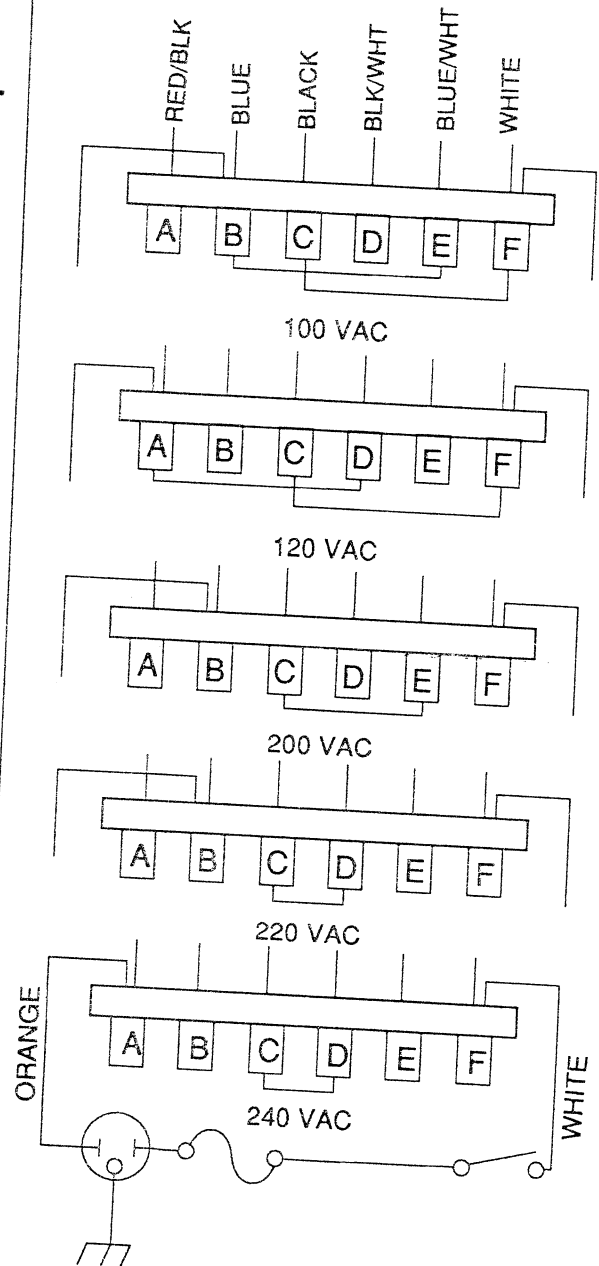 RED/BLK
BLUE
BLACK
BLK/WHT
BLUE/WHT
WHITE
A B C D E F
100 VAC
A B C D E F
120 VAC
A B C D E F
200 VAC
A B C D E F
220 VAC
A B C D E F
240 VAC
ORANGE
WHITE